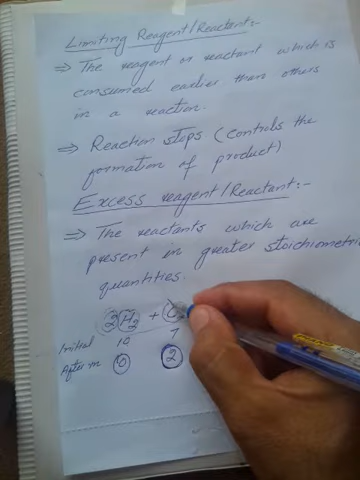 Limiting Reagent/Reactant:-
⇒ The reagent or reactant which is
consumed earlier than others
in a reaction.
⇒ Reaction stops (controls the
formation of product)
Excess reagent/Reactant:-
⇒ The reactants which are
present in greater stoichiometric
quantities.
2H2 + O2
Initial 10 7
After rxn 0 2